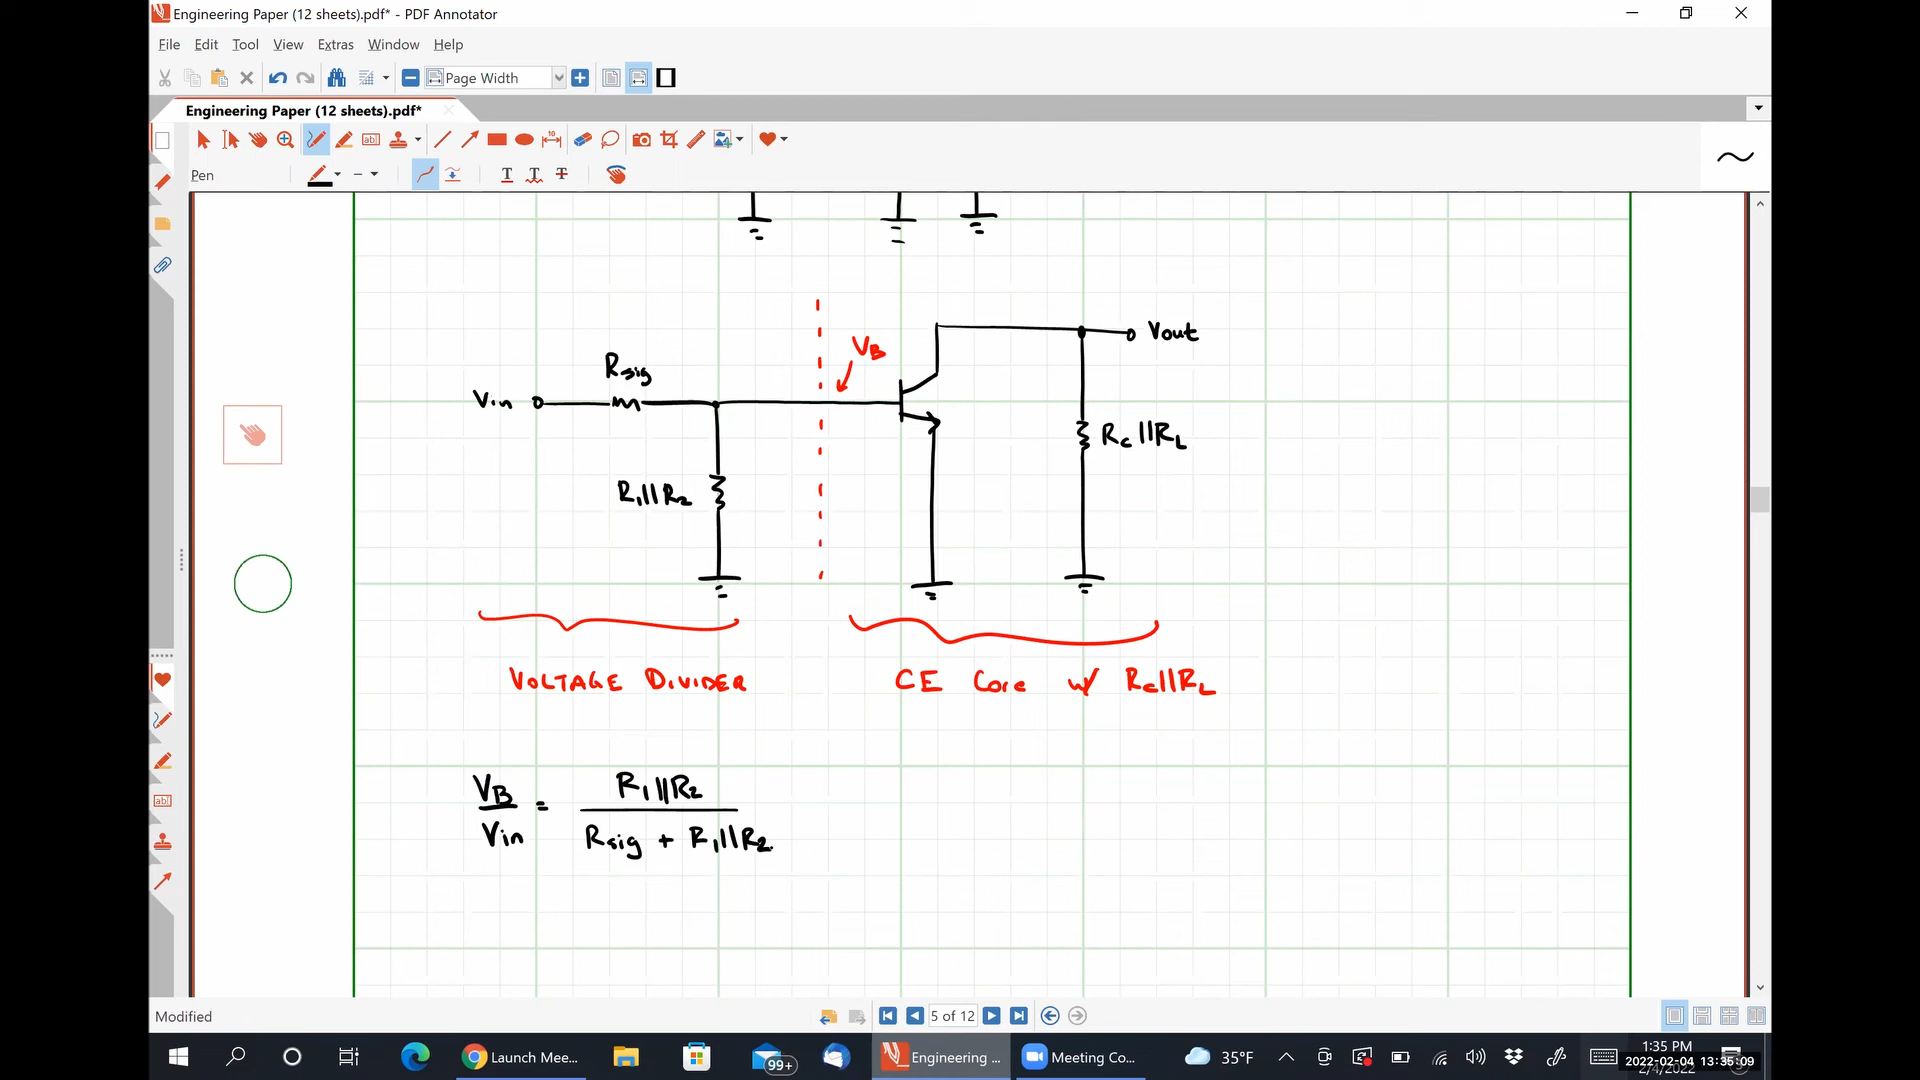 Engineering Paper (12 sheets).pdf* - PDF Annotator
File Edit Tool View Extras Window Help
Page Width
Engineering Paper (12 sheets).pdf*
Pen
Vout
VB
Rsig
Vin
Rc||RL
R1||R2
VOLTAGE DIVIDER
CE Core w/ Rc||RL
VB
Vin
=
R1||R2
Rsig + R1||R2
Modified
5 of 12
Launch Mee...
99+
Engineering ...
Meeting Co...
35°F
1:35 PM
2022-02-04 13:35:09